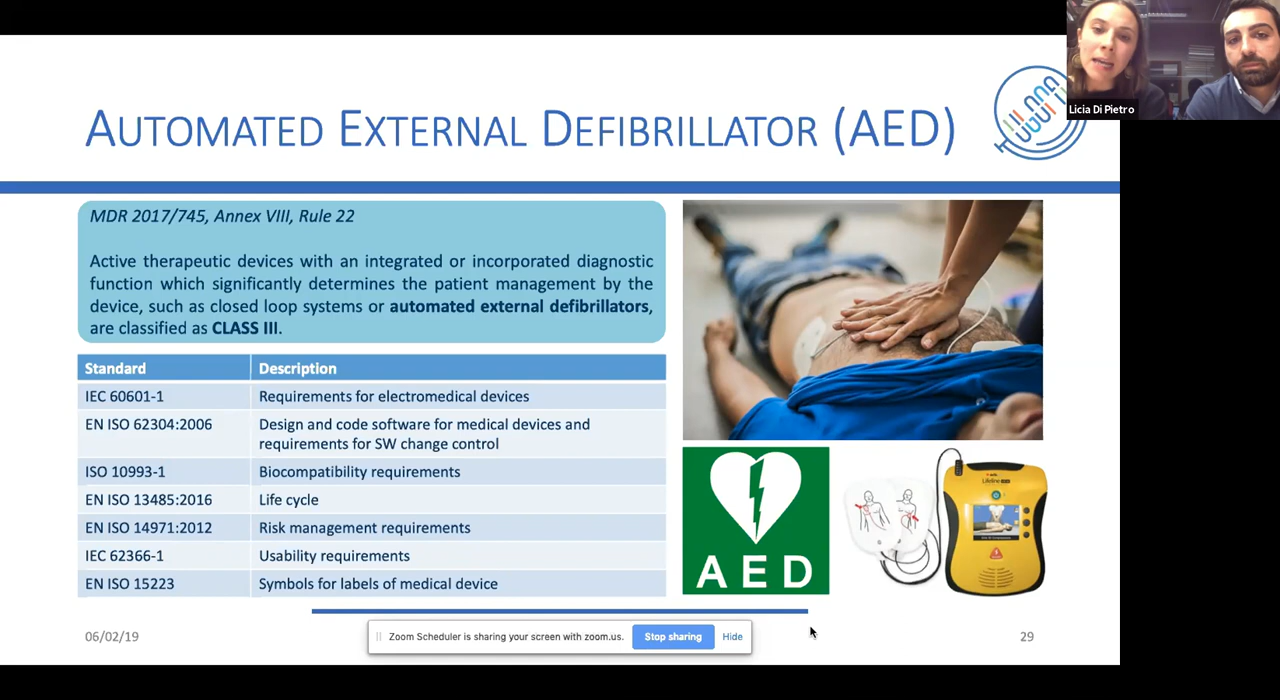 Licia Di Pietro
AUTOMATED EXTERNAL DEFIBRILLATOR (AED)
MDR 2017/745, Annex VIII, Rule 22
Active therapeutic devices with an integrated or incorporated diagnostic
function which significantly determines the patient management by the
device, such as closed loop systems or automated external defibrillators,
are classified as CLASS III.
Standard Description
IEC 60601-1 Requirements for electromedical devices
EN ISO 62304:2006 Design and code software for medical devices and
requirements for SW change control
ISO 10993-1 Biocompatibility requirements
EN ISO 13485:2016 Life cycle
EN ISO 14971:2012 Risk management requirements
IEC 62366-1 Usability requirements
EN ISO 15223 Symbols for labels of medical device
AED
Lifeline
06/02/19
Zoom Scheduler is sharing your screen with zoom.us.
Stop sharing
Hide
29